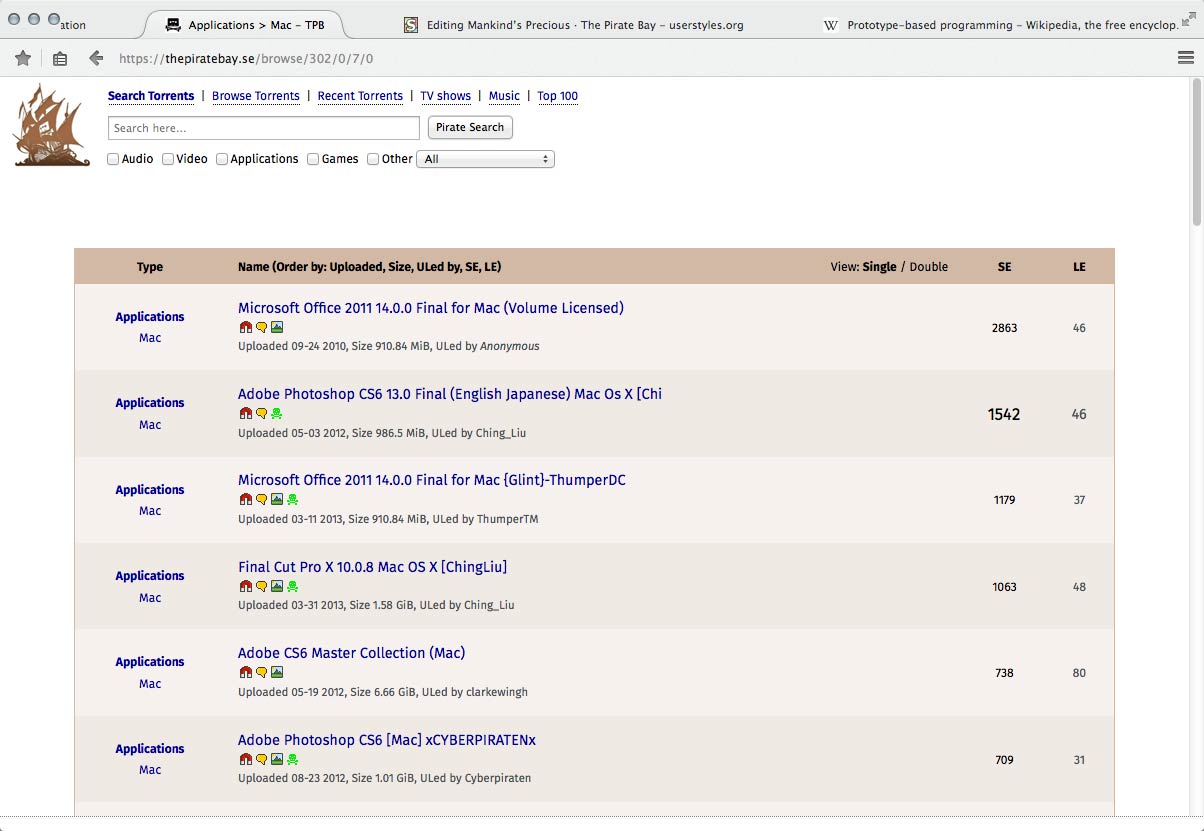 ation
Applications > Mac – TPB
Editing Mankind's Precious · The Pirate Bay – userstyles.org
W Prototype-based programming – Wikipedia, the free encyclop.
https://thepiratebay.se/browse/302/0/7/0
Search Torrents | Browse Torrents | Recent Torrents | TV shows | Music | Top 100
Search here...
Pirate Search
Audio Video Applications Games Other All
Type Name (Order by: Uploaded, Size, ULed by, SE, LE) View: Single / Double SE LE
Applications
Mac
Microsoft Office 2011 14.0.0 Final for Mac (Volume Licensed)
Uploaded 09-24 2010, Size 910.84 MiB, ULed by Anonymous
2863 46
Applications
Mac
Adobe Photoshop CS6 13.0 Final (English Japanese) Mac Os X [Chi
Uploaded 05-03 2012, Size 986.5 MiB, ULed by Ching_Liu
1542 46
Applications
Mac
Microsoft Office 2011 14.0.0 Final for Mac {Glint}-ThumperDC
Uploaded 03-11 2013, Size 910.84 MiB, ULed by ThumperTM
1179 37
Applications
Mac
Final Cut Pro X 10.0.8 Mac OS X [ChingLiu]
Uploaded 03-31 2013, Size 1.58 GiB, ULed by Ching_Liu
1063 48
Applications
Mac
Adobe CS6 Master Collection (Mac)
Uploaded 05-19 2012, Size 6.66 GiB, ULed by clarkewingh
738 80
Applications
Mac
Adobe Photoshop CS6 [Mac] xCYBERPIRATENx
Uploaded 08-23 2012, Size 1.01 GiB, ULed by Cyberpiraten
709 31